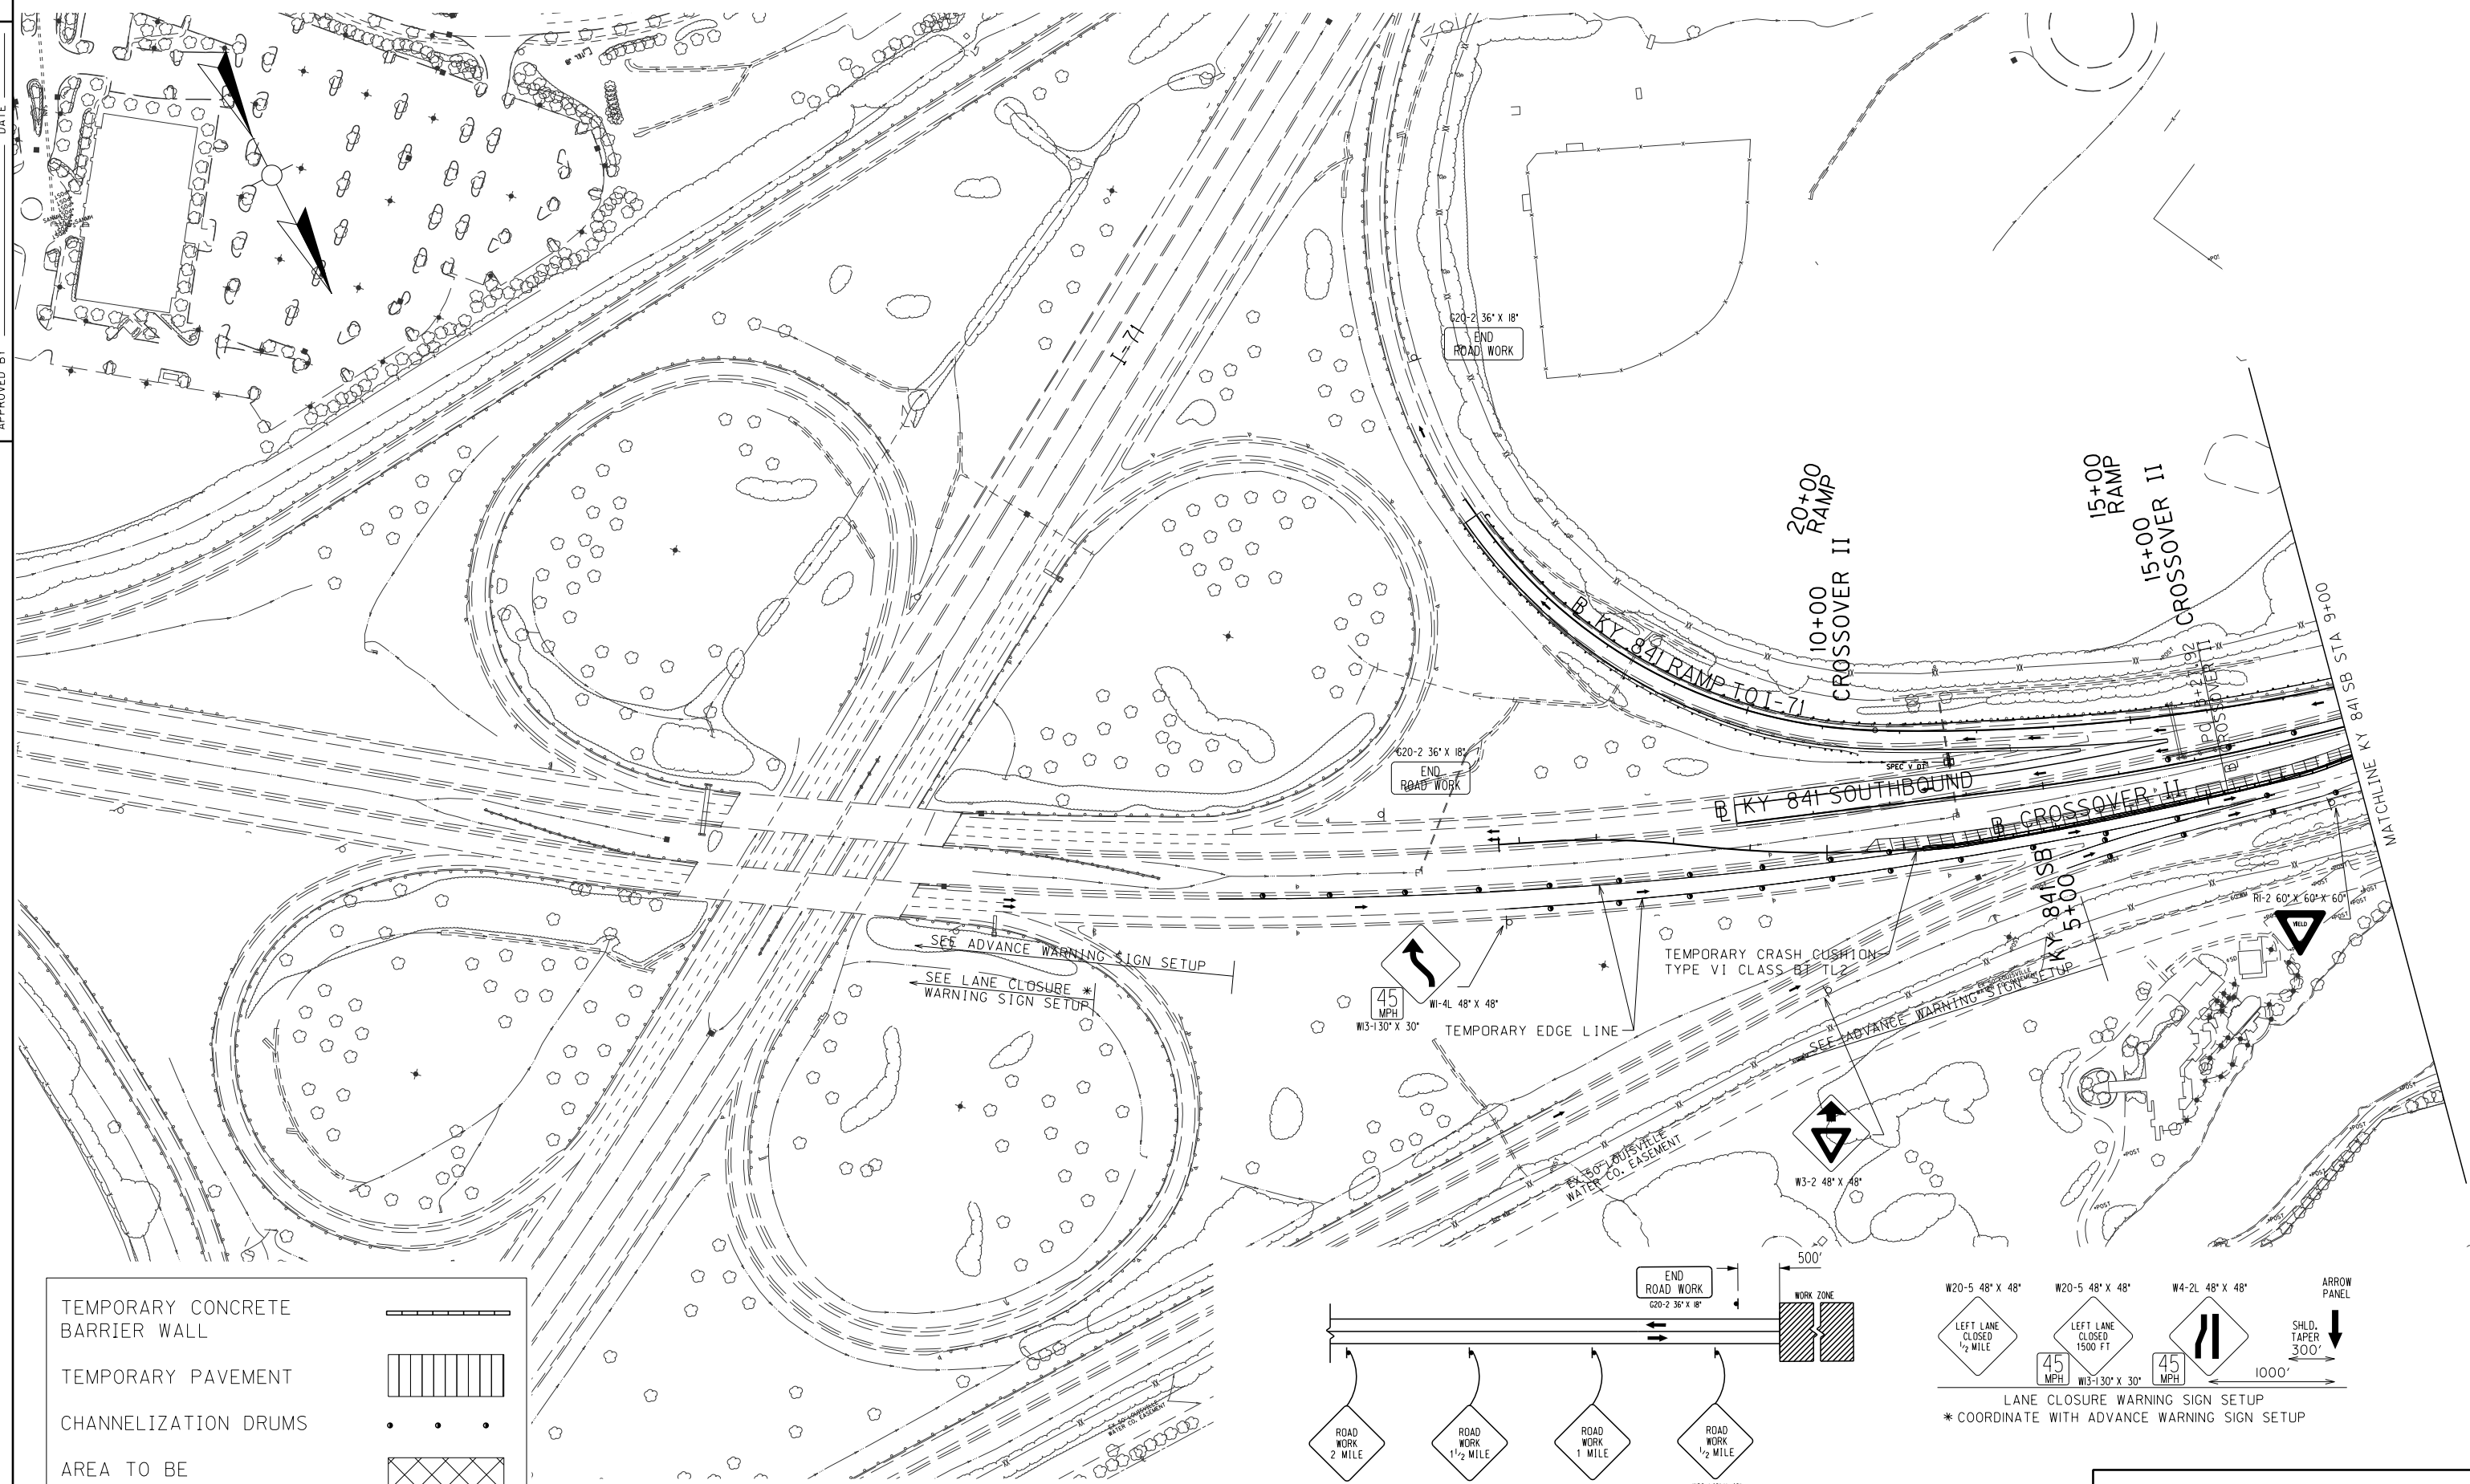 DATE
APPROVED BY
I-71
G20-2 36" X 18"
END
ROAD WORK
20+00
RAMP
10+00
CROSSOVER II
15+00
RAMP
15+00
CROSSOVER II
KY 841 RAMP TO I-71
G20-2 36" X 18"
END
ROAD WORK
KY 841 SOUTHBOUND
CROSSOVER II
MATCHLINE KY 841 SB STA 9+00
KY 841 SB
5+00
R1-2 60" X 60" X 60"
YIELD
SEE ADVANCE WARNING SIGN SETUP
SEE LANE CLOSURE *
WARNING SIGN SETUP
TEMPORARY CRASH CUSHION
TYPE VI CLASS BT TL2
45
MPH
W1-4L 48" X 48"
W13-1 30" X 30"
TEMPORARY EDGE LINE
SEE ADVANCE WARNING SIGN SETUP
W3-2 48" X 48"
EX 50' LOUISVILLE
WATER CO. EASEMENT
EX 50' LOUISVILLE
WATER CO. EASEMENT
TEMPORARY CONCRETE
BARRIER WALL
TEMPORARY PAVEMENT
CHANNELIZATION DRUMS
AREA TO BE
500'
END
ROAD WORK
G20-2 36" X 18"
WORK ZONE
ROAD
WORK
2 MILE
ROAD
WORK
1 1/2 MILE
ROAD
WORK
1 MILE
ROAD
WORK
1/2 MILE
W20-5 48" X 48"
W20-5 48" X 48"
W4-2L 48" X 48"
ARROW
PANEL
LEFT LANE
CLOSED
1/2 MILE
LEFT LANE
CLOSED
1500 FT
SHLD.
TAPER
300'
45
MPH
W13-1 30" X 30"
45
MPH
1000'
LANE CLOSURE WARNING SIGN SETUP
* COORDINATE WITH ADVANCE WARNING SIGN SETUP